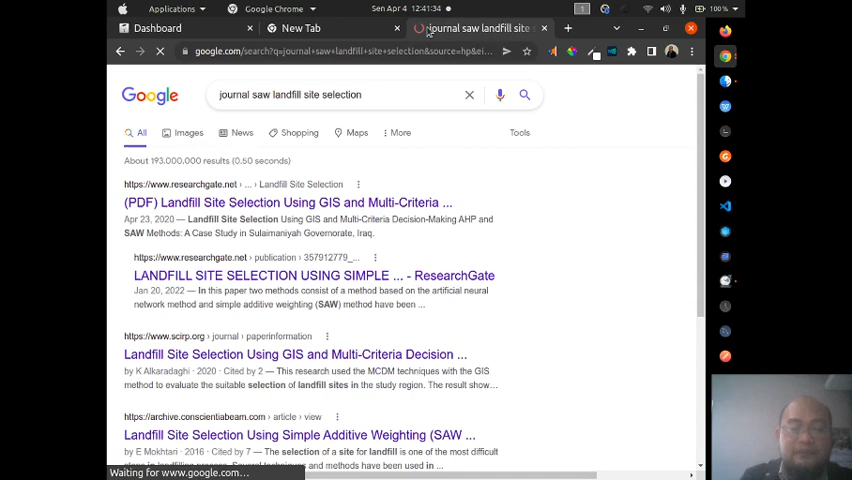 Applications
Google Chrome
Sen Apr 4 12:41:34
1
100%
Dashboard
New Tab
journal saw landfill site s
google.com/search?q=journal+saw+landfill+site+selection&source=hp&ei...
Google
journal saw landfill site selection
All
Images
News
Shopping
Maps
More
Tools
About 193.000.000 results (0.50 seconds)
https://www.researchgate.net › ... › Landfill Site Selection
(PDF) Landfill Site Selection Using GIS and Multi-Criteria ...
Apr 23, 2020 — Landfill Site Selection Using GIS and Multi-Criteria Decision-Making AHP and
SAW Methods: A Case Study in Sulaimaniyah Governorate, Iraq.
https://www.researchgate.net › publication › 357912779_...
LANDFILL SITE SELECTION USING SIMPLE ... - ResearchGate
Jan 20, 2022 — In this paper two methods consist of a method based on the artificial neural
network method and simple additive weighting (SAW) method have been ...
https://www.scirp.org › journal › paperinformation
Landfill Site Selection Using GIS and Multi-Criteria Decision ...
by K Alkaradaghi · 2020 · Cited by 2 — This research used the MCDM techniques with the GIS
method to evaluate the suitable selection of landfill sites in the study region. The result show...
https://archive.conscientiabeam.com › article › view
Landfill Site Selection Using Simple Additive Weighting (SAW ...
by E Mokhtari · 2016 · Cited by 7 — The selection of a site for landfill is one of the most difficult
Waiting for www.google.com...